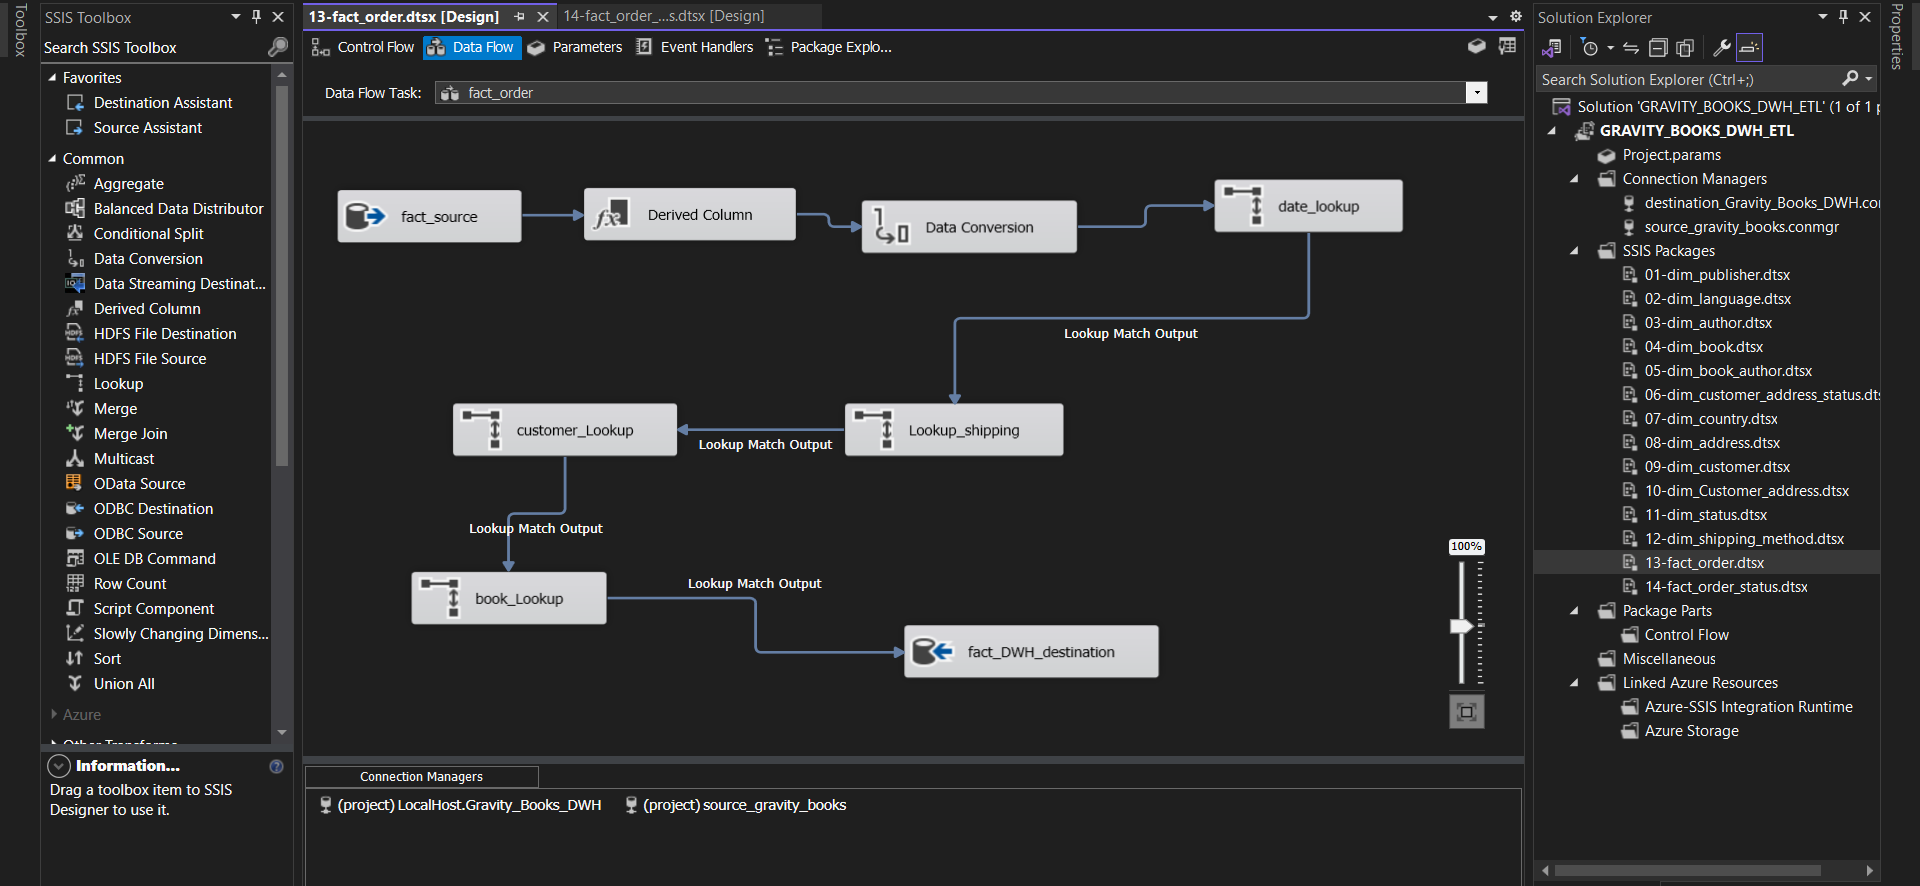 Toolbox
SSIS Toolbox
Search SSIS Toolbox
Favorites
Destination Assistant
Source Assistant
Common
Aggregate
Balanced Data Distributor
Conditional Split
Data Conversion
Data Streaming Destinat...
Derived Column
HDFS File Destination
HDFS File Source
Lookup
Merge
Merge Join
Multicast
OData Source
ODBC Destination
ODBC Source
OLE DB Command
Row Count
Script Component
Slowly Changing Dimens...
Sort
Union All
Azure
Other Transforms
Information...
Drag a toolbox item to SSIS
Designer to use it.
13-fact_order.dtsx [Design]
14-fact_order_...s.dtsx [Design]
Control Flow
Data Flow
Parameters
Event Handlers
Package Explo...
Data Flow Task:
fact_order
fact_source
Derived Column
Data Conversion
date_lookup
Lookup Match Output
customer_Lookup
Lookup Match Output
Lookup_shipping
Lookup Match Output
book_Lookup
Lookup Match Output
fact_DWH_destination
100%
Connection Managers
(project) LocalHost.Gravity_Books_DWH
(project) source_gravity_books
Solution Explorer
Search Solution Explorer (Ctrl+;)
Solution 'GRAVITY_BOOKS_DWH_ETL' (1 of 1 p
GRAVITY_BOOKS_DWH_ETL
Project.params
Connection Managers
destination_Gravity_Books_DWH.co
source_gravity_books.conmgr
SSIS Packages
01-dim_publisher.dtsx
02-dim_language.dtsx
03-dim_author.dtsx
04-dim_book.dtsx
05-dim_book_author.dtsx
06-dim_customer_address_status.dts
07-dim_country.dtsx
08-dim_address.dtsx
09-dim_customer.dtsx
10-dim_Customer_address.dtsx
11-dim_status.dtsx
12-dim_shipping_method.dtsx
13-fact_order.dtsx
14-fact_order_status.dtsx
Package Parts
Control Flow
Miscellaneous
Linked Azure Resources
Azure-SSIS Integration Runtime
Azure Storage
Properties